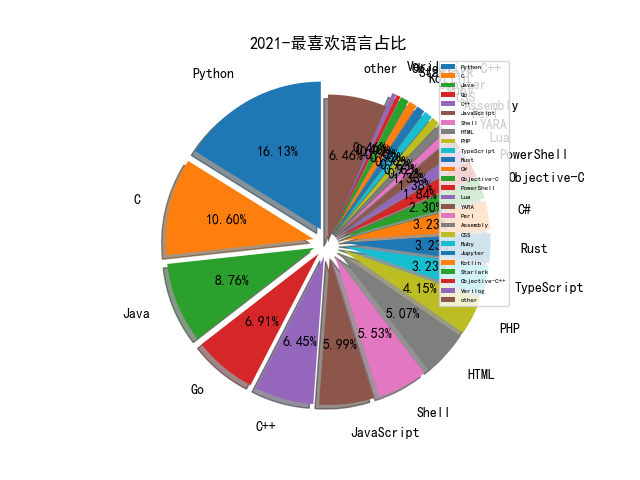 2021-最喜欢语言占比
Python
C
Java
Go
C++
JavaScript
Shell
HTML
PHP
TypeScript
Rust
C#
Objective-C
PowerShell
Lua
YARA
Assembly
other
16.13%
10.60%
8.76%
6.91%
6.45%
5.99%
5.53%
5.07%
4.15%
3.23%
3.23%
3.23%
2.30%
1.84%
1.38%
6.46%
Python
C
Java
Go
C++
JavaScript
Shell
HTML
PHP
TypeScript
Rust
C#
Objective-C
PowerShell
Lua
YARA
Perl
Assembly
CSS
Ruby
Jupyter
Kotlin
Starlark
Objective-C++
Verilog
other